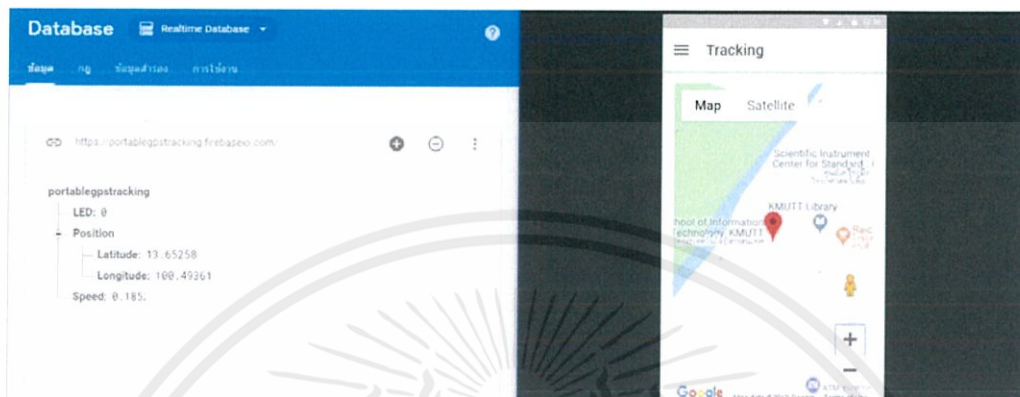 Database Realtime Database
ข้อมูล กฎ ข้อมูลสำรอง การใช้งาน
https://portablegpstracking.firebaseio.com/
portablegpstracking
LED: 0
Position
Latitude: 13.65258
Longitude: 100.49361
Speed: 0.185
Tracking
Map Satellite
Scientific Instrument
Center for Standard
KMUTT Library
hool of Information
echnology, KMUTT
Google
ATM